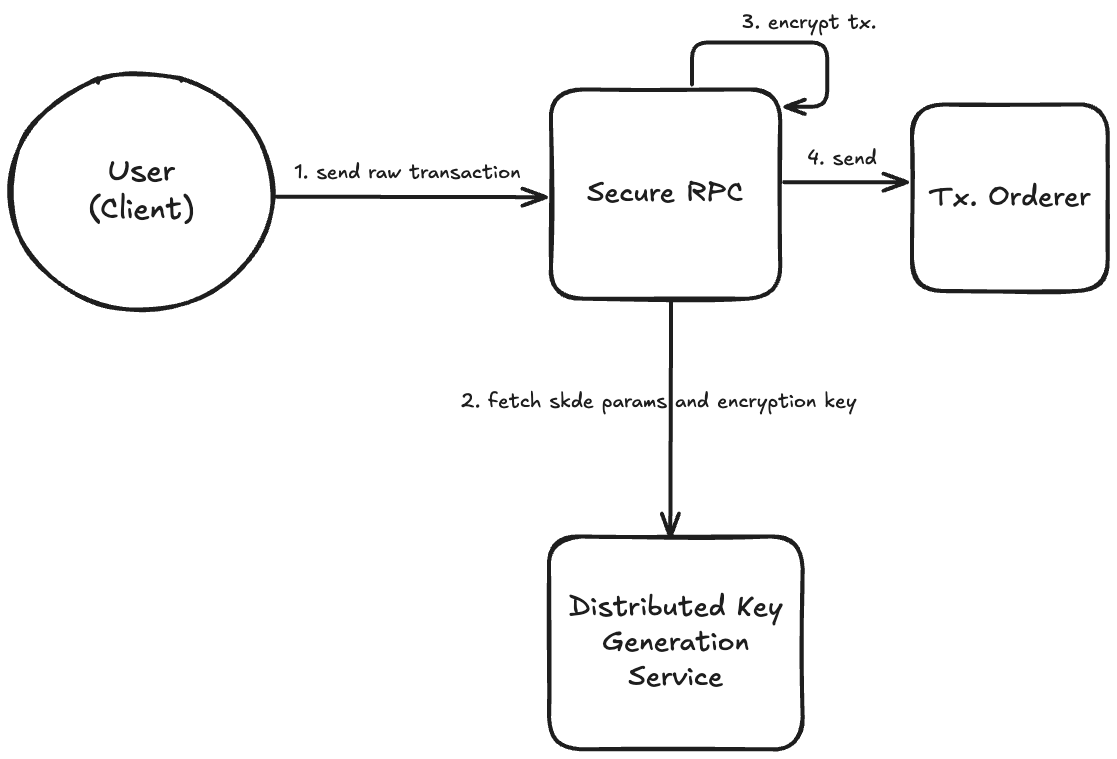 3. encrypt tx.
User
(Client)
1. send raw transaction
Secure RPC
4. send
Tx. Orderer
2. fetch skde params and encryption key
Distributed Key
Generation
Service